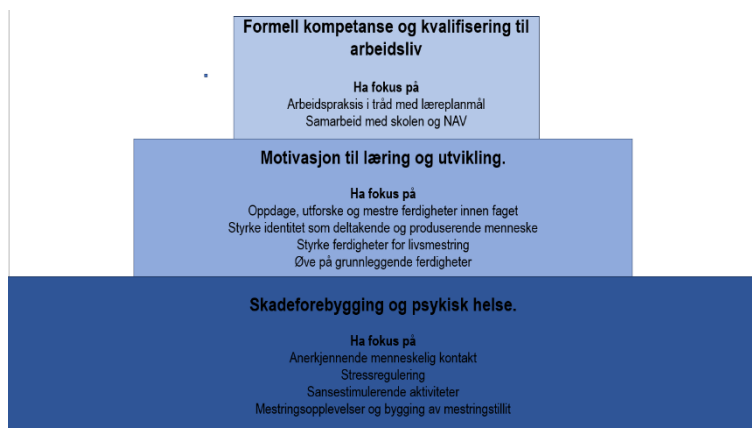 Formell kompetanse og kvalifisering til
arbeidsliv
Ha fokus på
Arbeidspraksis i tråd med læreplanmål
Samarbeid med skolen og NAV
Motivasjon til læring og utvikling.
Ha fokus på
Oppdage, utforske og mestre ferdigheter innen faget
Styrke identitet som deltakende og produserende menneske
Styrke ferdigheter for livsmestring
Øve på grunnleggende ferdigheter
Skadeforebygging og psykisk helse.
Ha fokus på
Anerkjennende menneskelig kontakt
Stressregulering
Sansestimulerende aktiviteter
Mestringsopplevelser og bygging av mestringstillit